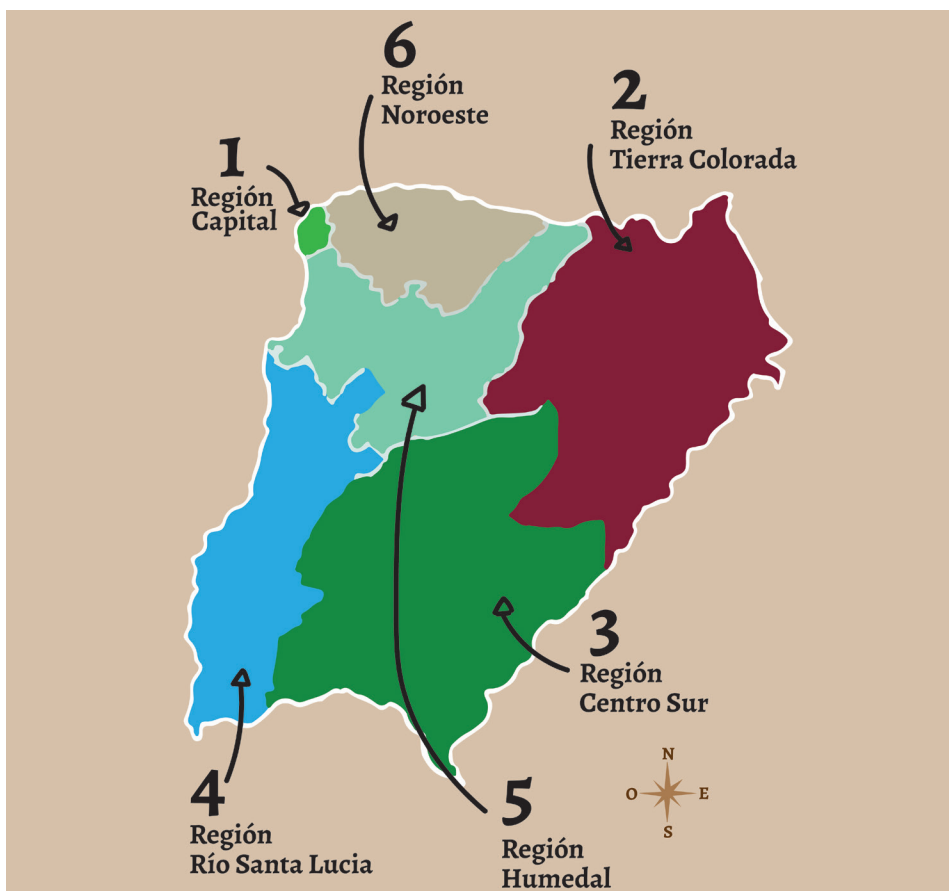 6
Región
Noroeste
2
Región
Tierra Colorada
1
Región
Capital
3
Región
Centro Sur
N
O
E
S
4
Región
Río Santa Lucia
5
Región
Humedal